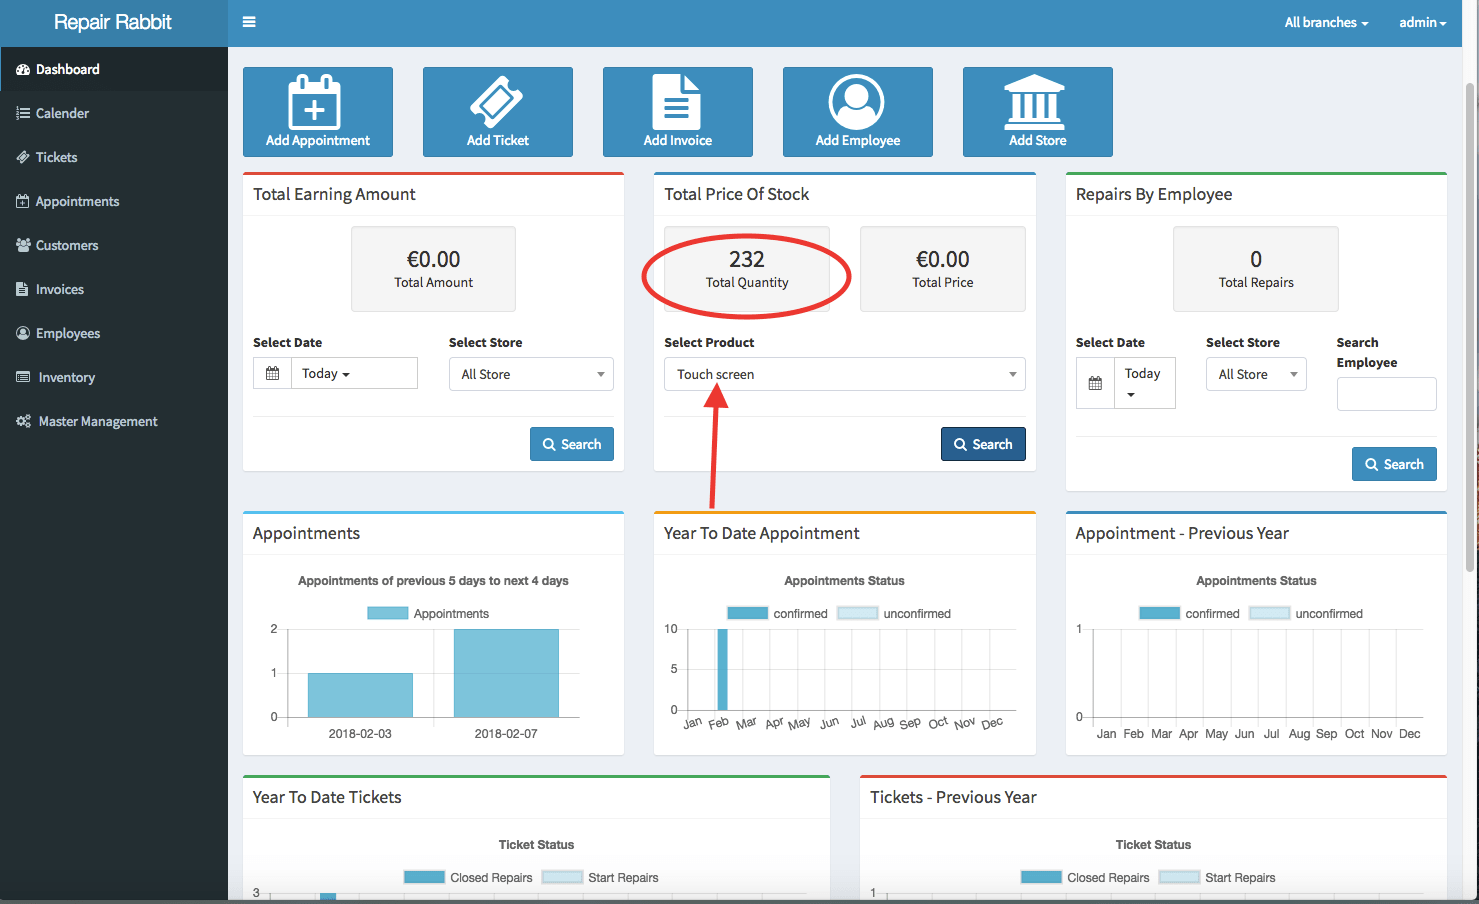 Repair Rabbit
All branches
admin
Dashboard
Calender
Tickets
Appointments
Customers
Invoices
Employees
Inventory
Master Management
Add Appointment
Add Ticket
Add Invoice
Add Employee
Add Store
Total Earning Amount
€0.00
Total Amount
Select Date
Select Store
Today
All Store
Search
Total Price Of Stock
232
Total Quantity
€0.00
Total Price
Select Product
Touch screen
Search
Repairs By Employee
0
Total Repairs
Select Date
Select Store
Search
Employee
Today
All Store
Search
Appointments
Appointments of previous 5 days to next 4 days
Appointments
2
1
0
2018-02-03
2018-02-07
Year To Date Appointment
Appointments Status
confirmed
unconfirmed
10
5
0
Jan Feb Mar Apr May Jun Jul Aug Sep Oct Nov Dec
Appointment - Previous Year
Appointments Status
confirmed
unconfirmed
1
0
Jan Feb Mar Apr May Jun Jul Aug Sep Oct Nov Dec
Year To Date Tickets
Ticket Status
Closed Repairs
Start Repairs
3
Tickets - Previous Year
Ticket Status
Closed Repairs
Start Repairs
1